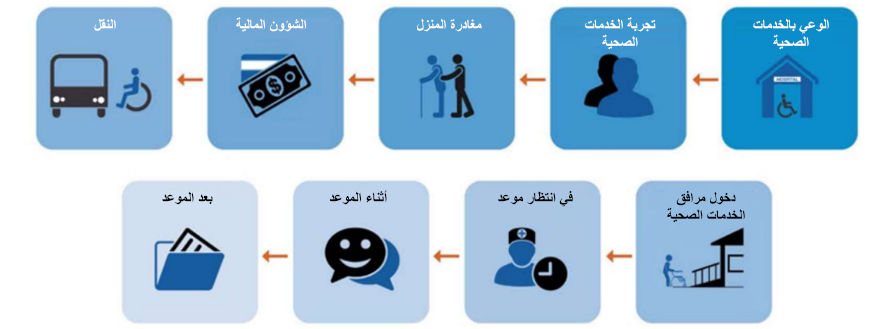 الوعي بالخدمات
الصحية
تجربة الخدمات
الصحية
مغادرة المنزل
الشؤون المالية
النقل
HOSPITAL
دخول مرافق
الخدمات الصحية
في انتظار موعد
أثناء الموعد
بعد الموعد